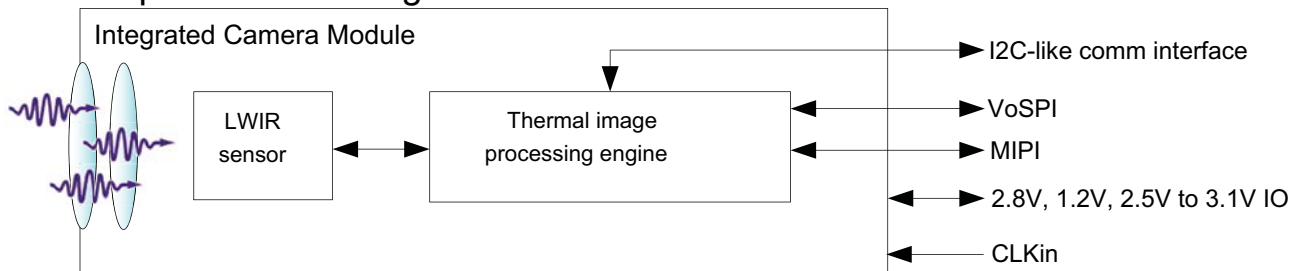 Integrated Camera Module
I2C-like comm interface
LWIR
sensor
Thermal image
processing engine
VoSPI
MIPI
2.8V, 1.2V, 2.5V to 3.1V IO
CLKin